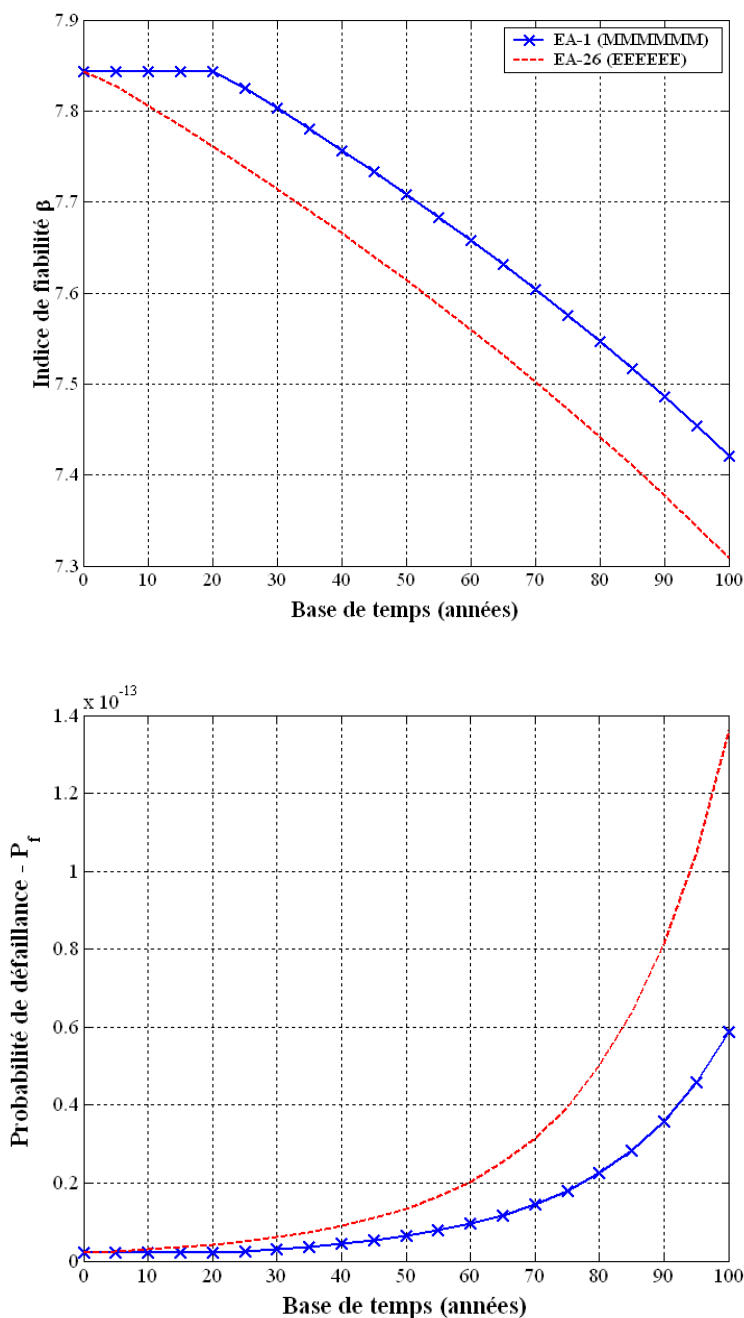 7.9
7.8
7.7
7.6
7.5
7.4
7.3
Indice de fiabilité β
EA-1 (MMMMMM)
EA-26 (EEEEEE)
0 10 20 30 40 50 60 70 80 90 100
Base de temps (années)
x 10^-13
1.4
1.2
1
0.8
0.6
0.4
0.2
0
Probabilité de défaillance - P_f
0 10 20 30 40 50 60 70 80 90 100
Base de temps (années)